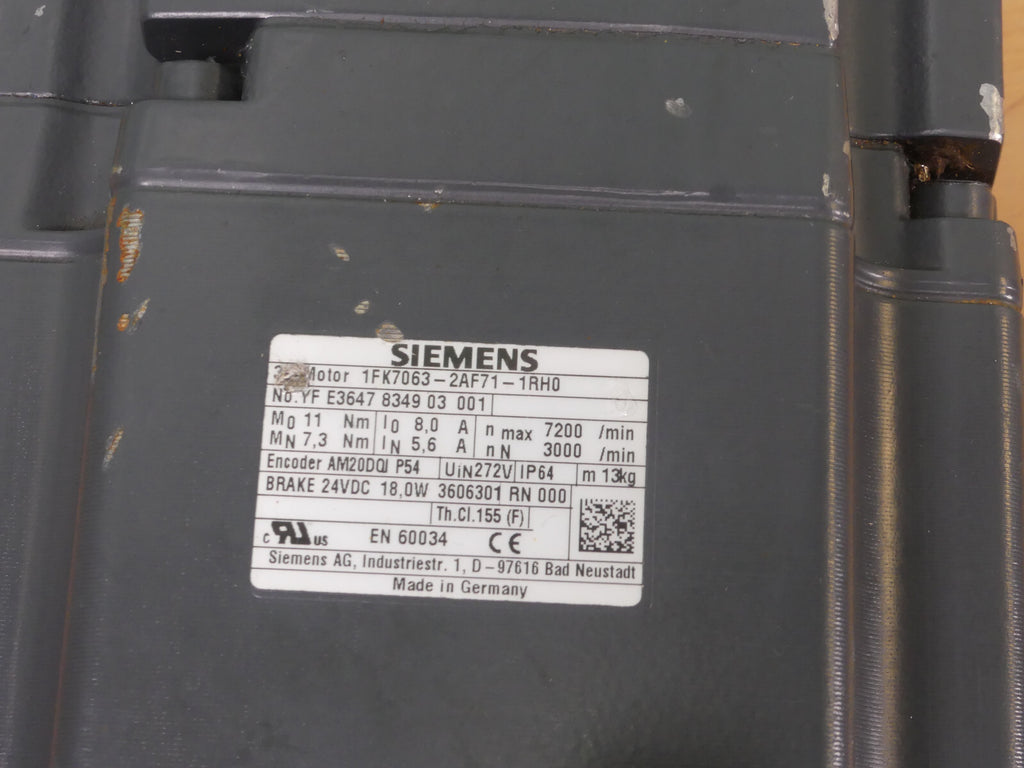 SIEMENS
3~Motor 1FK7063-2AF71-1RH0
No.YF E3647 8349 03 001
M0 11 Nm I0 8,0 A n max 7200 /min
MN 7,3 Nm IN 5,6 A n N 3000 /min
Encoder AM20DQI P54 UIN272V IP64 m 13kg
BRAKE 24VDC 18,0W 3606301 RN 000
Th.Cl.155 (F)
c RU US EN 60034 CE
Siemens AG, Industriestr. 1, D-97616 Bad Neustadt
Made in Germany